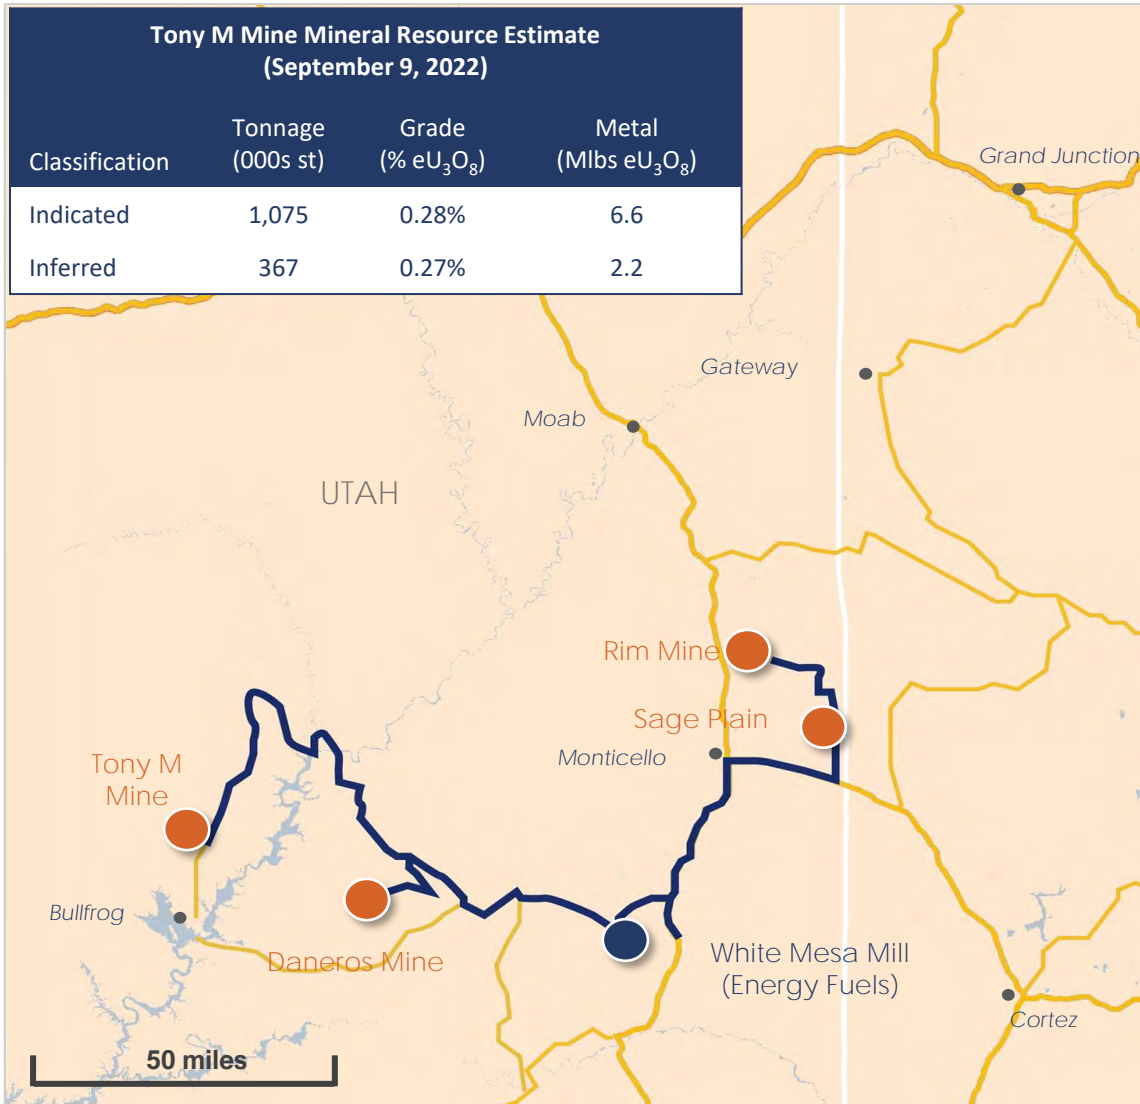 Tony M Mine Mineral Resource Estimate
(September 9, 2022)
Classification Tonnage (000s st) Grade (% eU₃O₈) Metal (Mlbs eU₃O₈)
Indicated 1,075 0.28% 6.6
Inferred 367 0.27% 2.2
Grand Junction
Gateway
Moab
UTAH
Rim Mine
Sage Plain
Monticello
Tony M
Mine
Bullfrog
Daneros Mine
White Mesa Mill
(Energy Fuels)
Cortez
50 miles